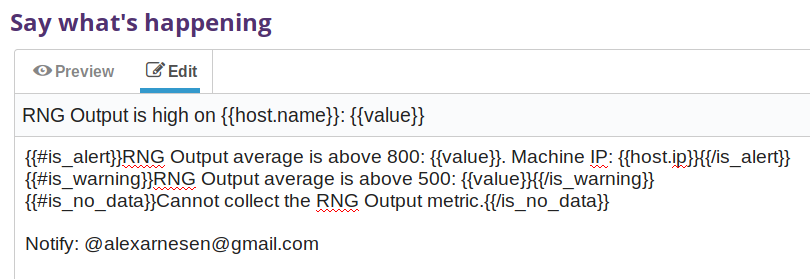 Say what's happening
Preview Edit
RNG Output is high on {{host.name}}: {{value}}
{{#is_alert}}RNG Output average is above 800: {{value}}. Machine IP: {{host.ip}}{{/is_alert}}
{{#is_warning}}RNG Output average is above 500: {{value}}{{/is_warning}}
{{#is_no_data}}Cannot collect the RNG Output metric.{{/is_no_data}}
Notify: @alexarnesen@gmail.com